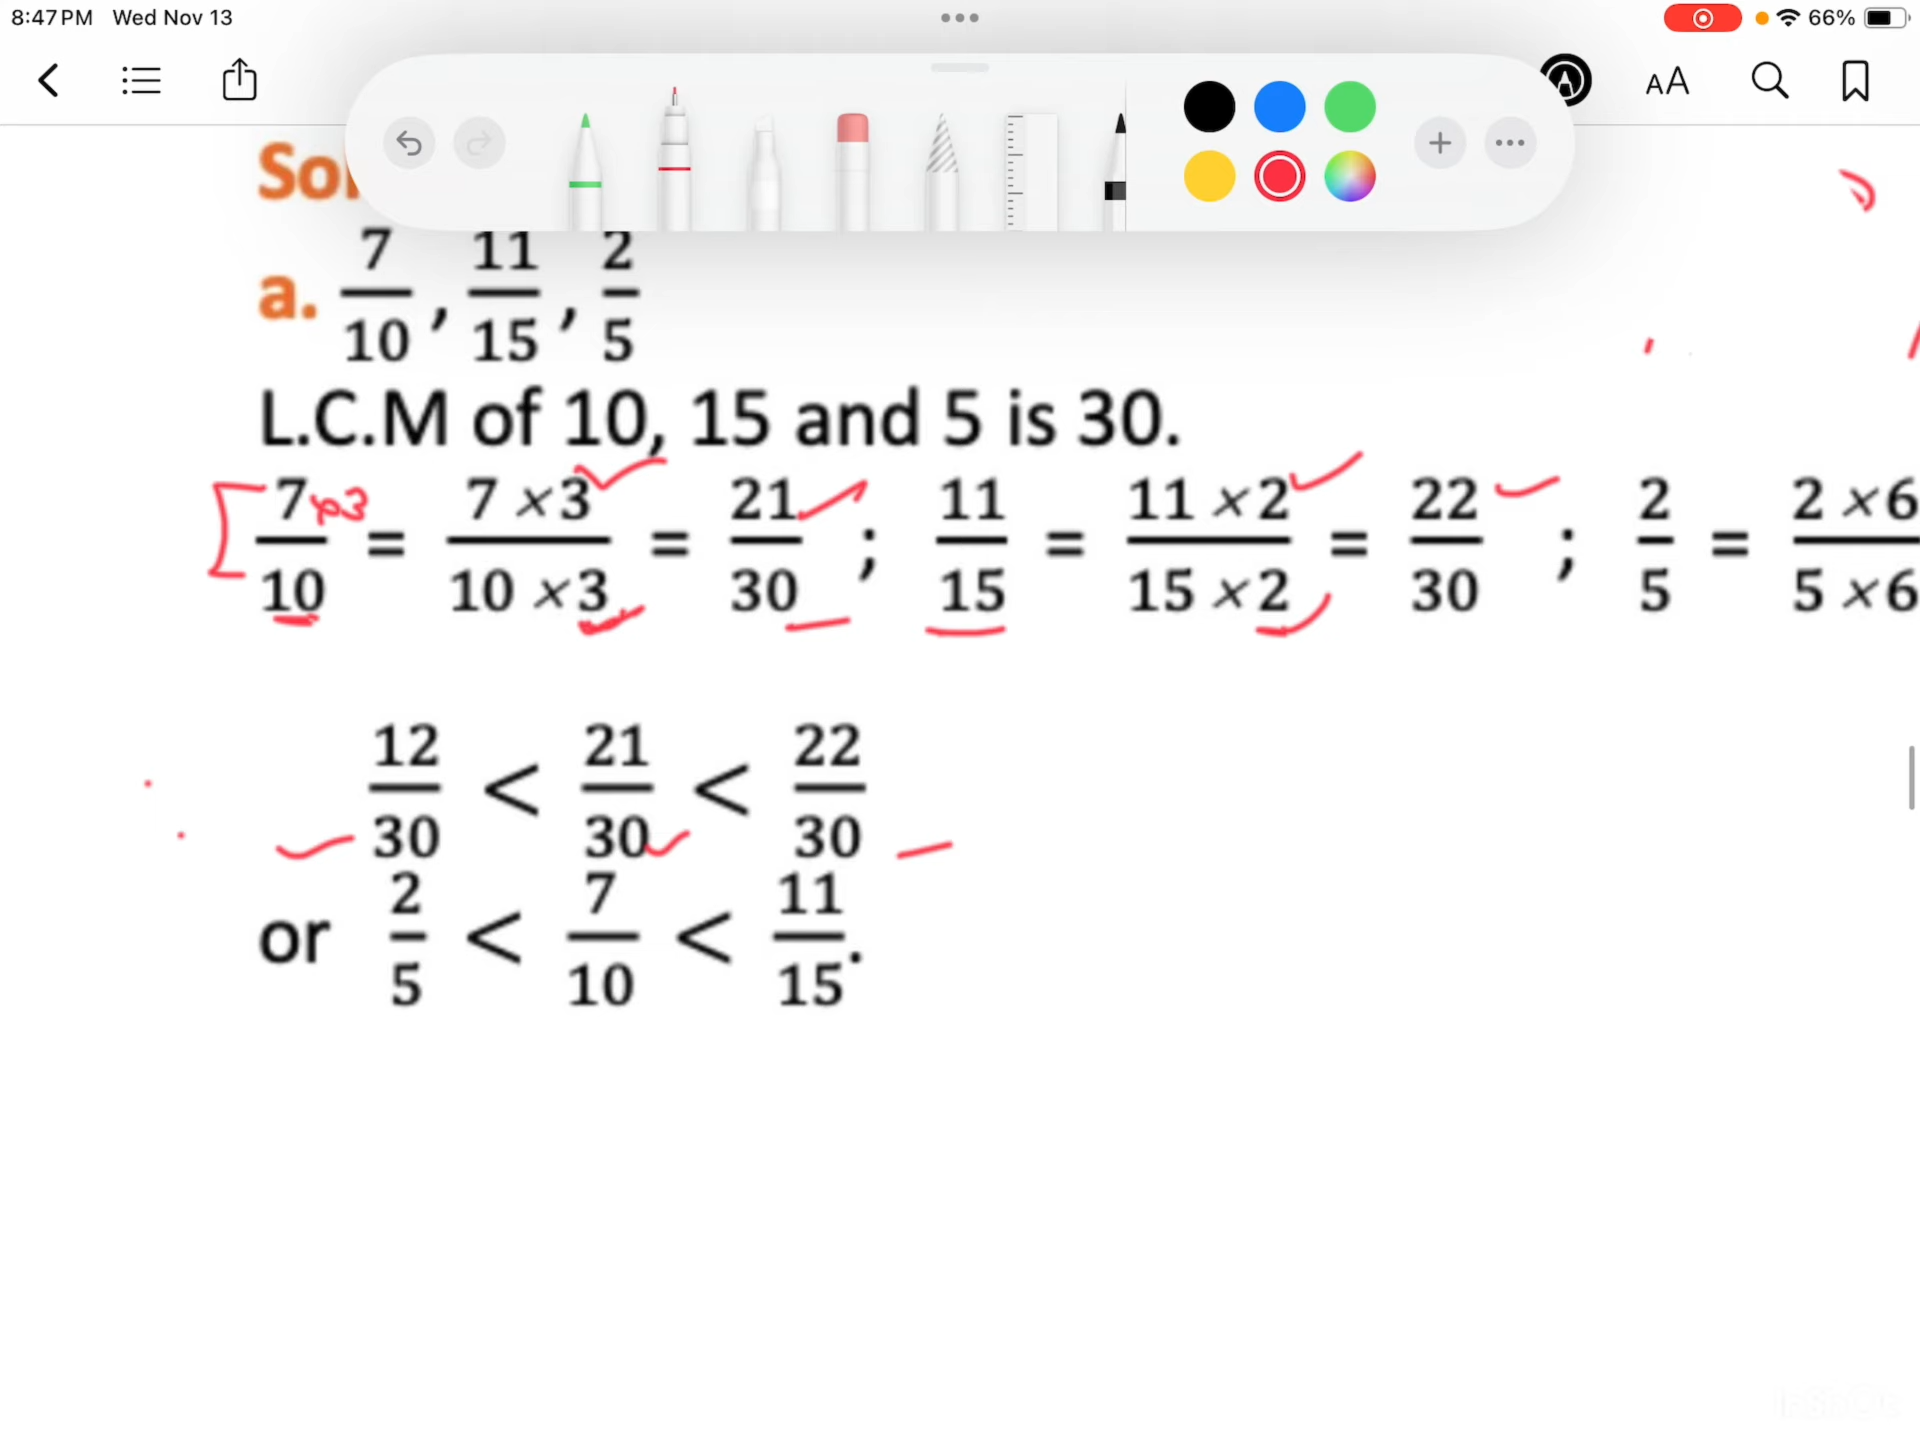 8:47 PM Wed Nov 13 66%
AA
So
a. 7/10, 11/15, 2/5
L.C.M of 10, 15 and 5 is 30.
7/10 ×3 = 7 ×3/10 ×3 = 21/30 ; 11/15 = 11 ×2/15 ×2 = 22/30 ; 2/5 = 2 ×6/5 ×6
12/30 < 21/30 < 22/30
or 2/5 < 7/10 < 11/15.